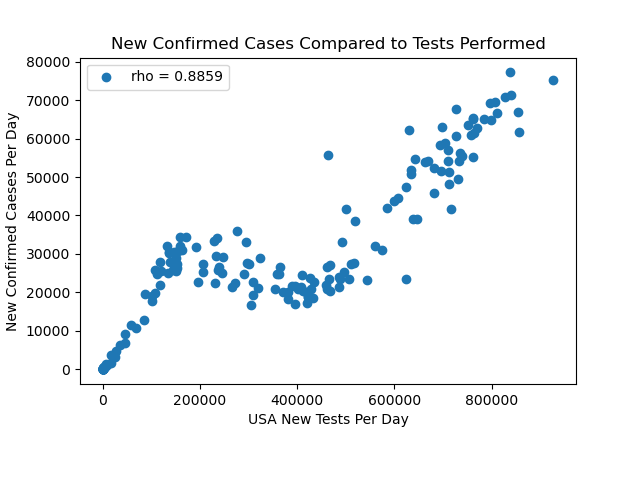 New Confirmed Cases Compared to Tests Performed
rho = 0.8859
80000
70000
60000
50000
40000
30000
20000
10000
0
New Confirmed Caeses Per Day
0 200000 400000 600000 800000
USA New Tests Per Day